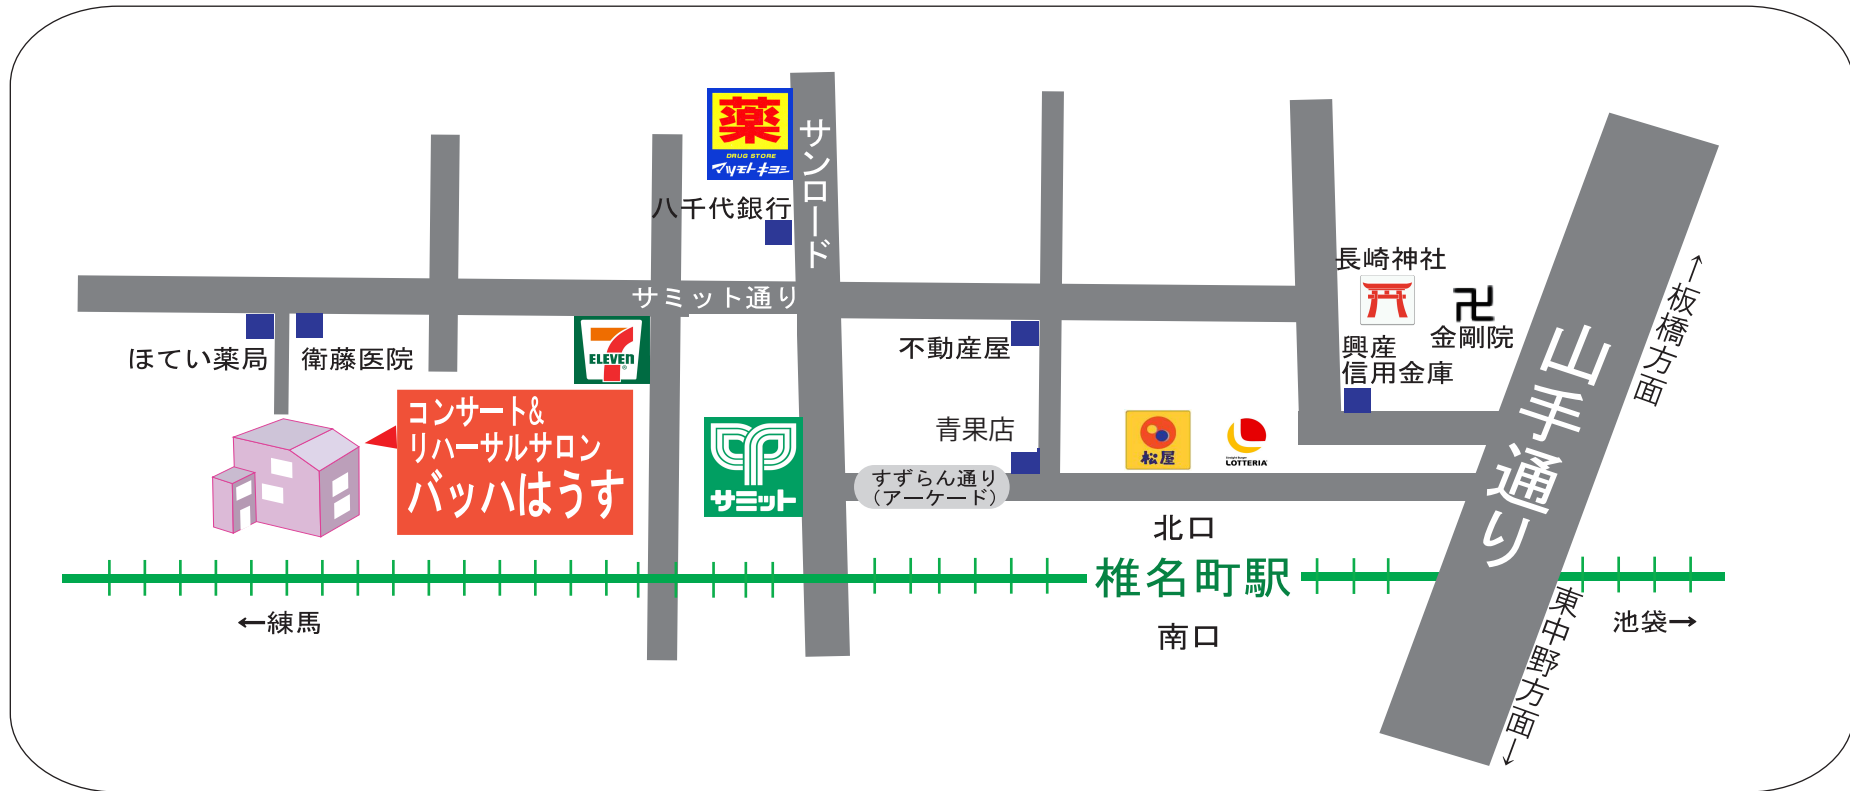 薬
DRUG STORE
マツモトキヨシ
八千代銀行
サンロード
サミット通り
ほてい薬局
衛藤医院
7
ELEVEn
コンサート&
リハーサルサロン
バッハはうす
サミット
不動産屋
青果店
すずらん通り
（アーケード）
松屋
LOTTERIA
長崎神社
卍
金剛院
興産
信用金庫
山手通り
←板橋方面
東中野方面→
北口
椎名町駅
南口
←練馬
池袋→